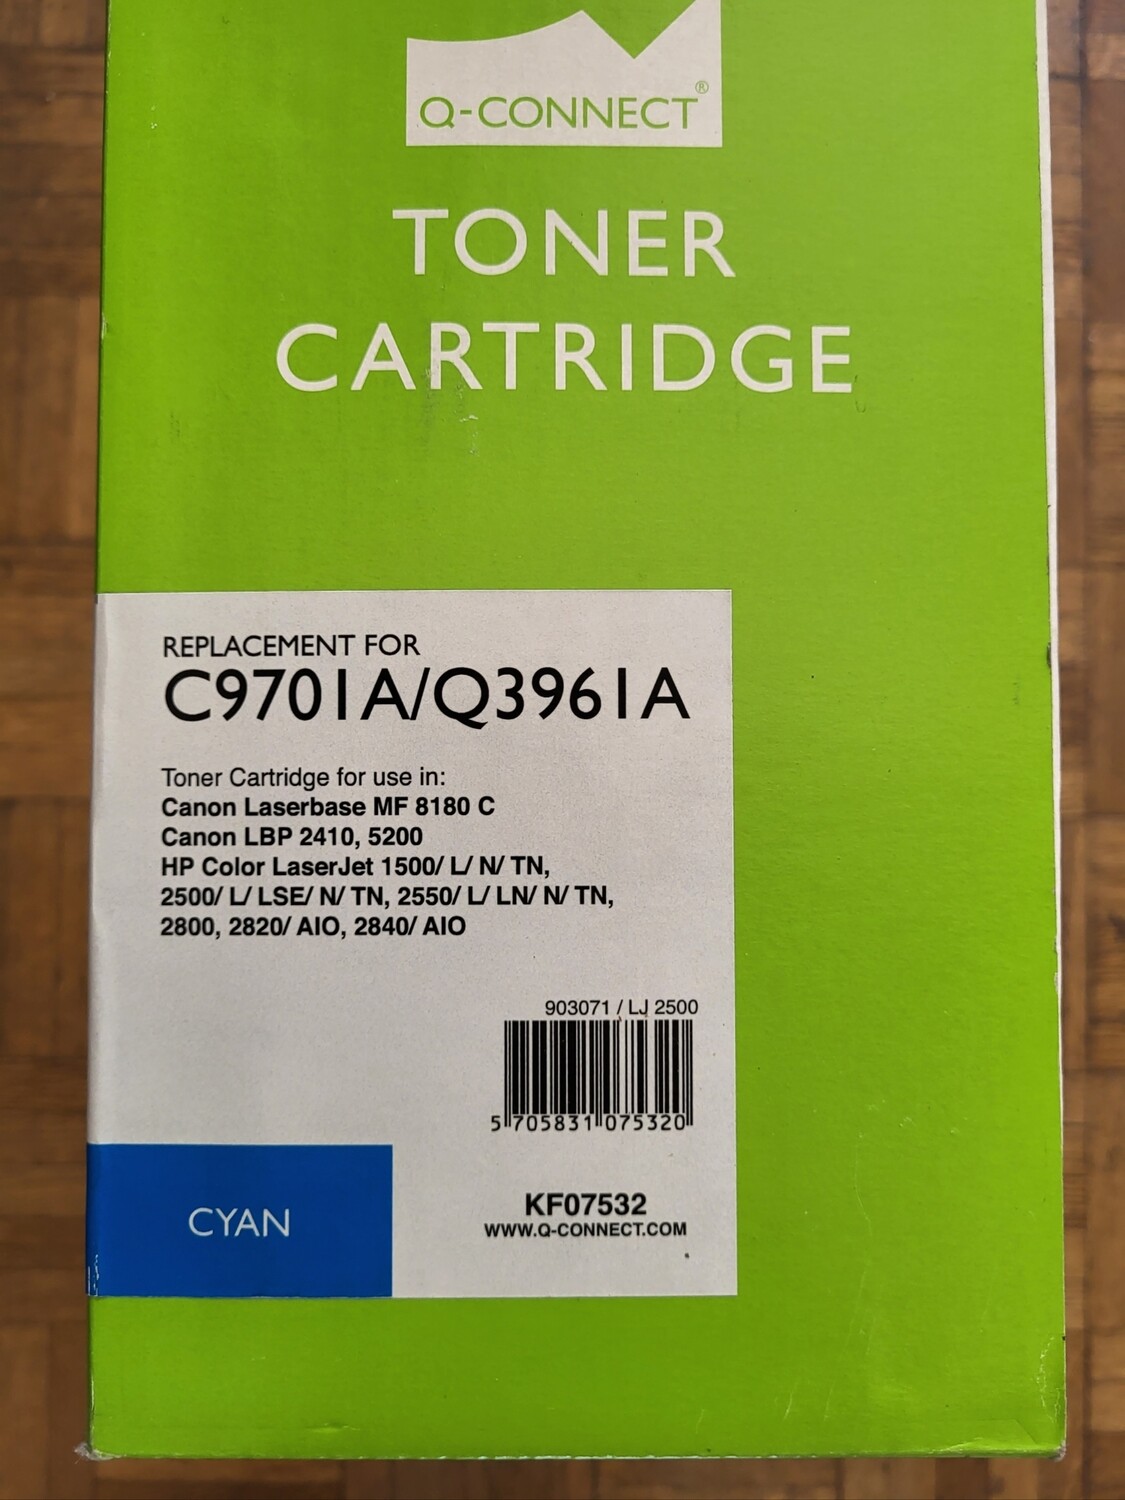 Q-CONNECT®
TONER
CARTRIDGE
REPLACEMENT FOR
C9701A/Q3961A
Toner Cartridge for use in:
Canon Laserbase MF 8180 C
Canon LBP 2410, 5200
HP Color LaserJet 1500/ L/ N/ TN,
2500/ L/ LSE/ N/ TN, 2550/ L/ LN/ N/ TN,
2800, 2820/ AIO, 2840/ AIO
903071 / LJ 2500
5 705831 075320
CYAN
KF07532
WWW.Q-CONNECT.COM